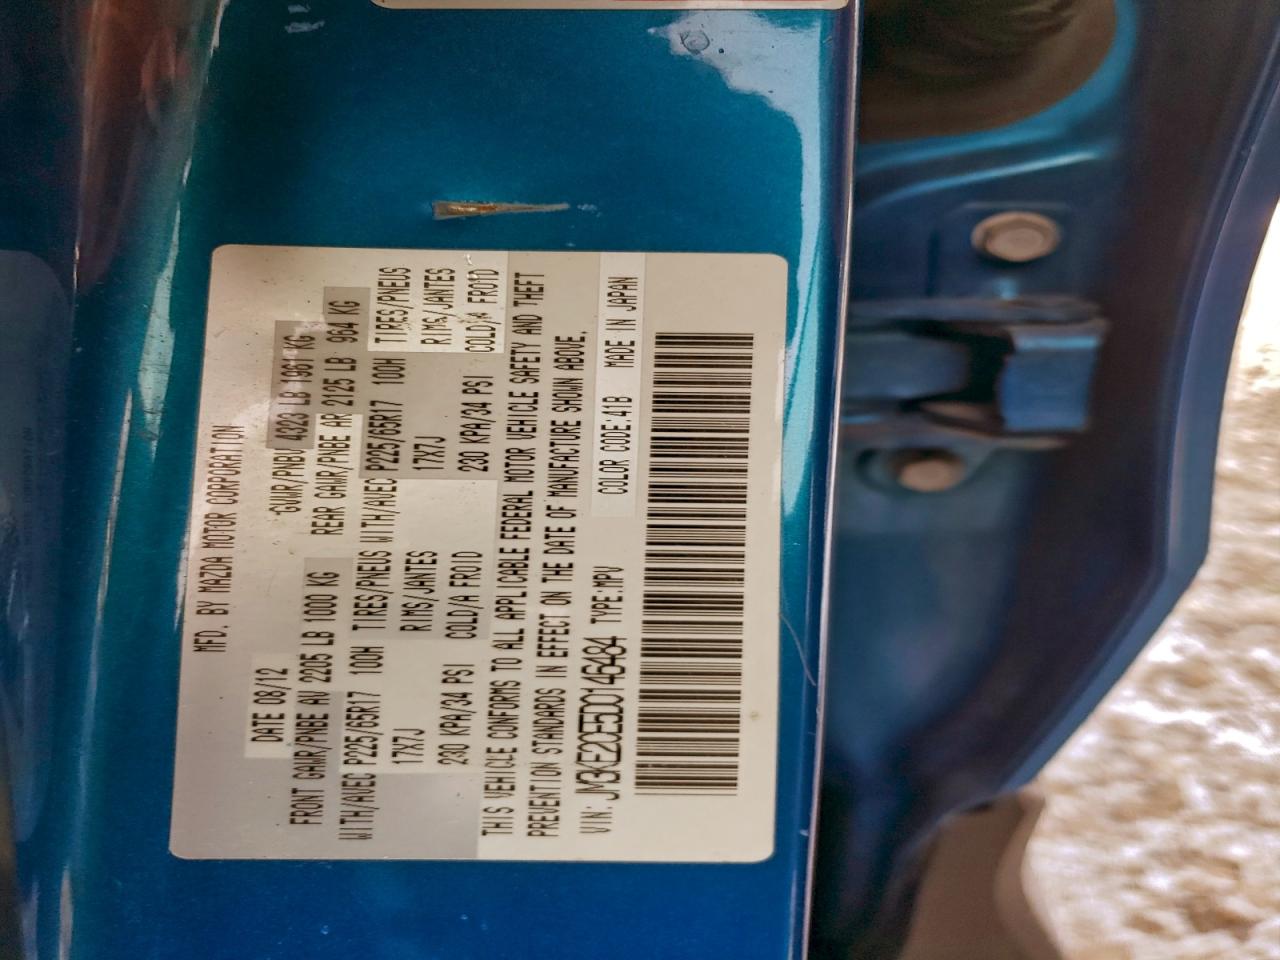 MFD. BY MAZDA MOTOR CORPORATION
DATE 08/12 GWR/PNBU 4323 LB 1961 KG
FRONT GAWR/PNBE AV 2205 LB 1000 KG REAR GAWR/PNBE AR 2125 LB 964 KG
WITH/AVEC P225/65R17 100H TIRES/PNEUS WITH/AVEC P225/65R17 100H TIRES/PNEUS
17X7J RIMS/JANTES 17X7J RIMS/JANTES
230 KPA/34 PSI COLD/A FROID 230 KPA/34 PSI COLD/A FROID
THIS VEHICLE CONFORMS TO ALL APPLICABLE FEDERAL MOTOR VEHICLE SAFETY AND THEFT
PREVENTION STANDARDS IN EFFECT ON THE DATE OF MANUFACTURE SHOWN ABOVE.
VIN: JM3KE2CE5D0146484 TYPE:MPV COLOR CODE:41B MADE IN JAPAN